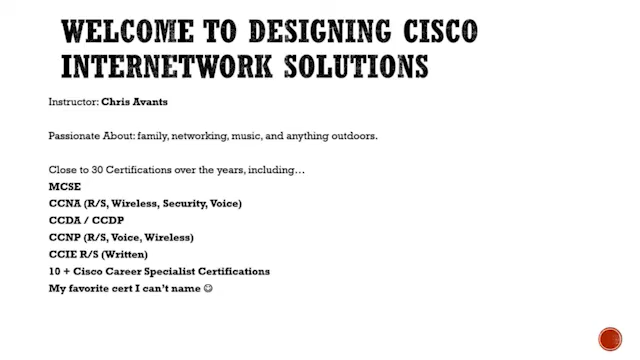 WELCOME TO DESIGNING CISCO
INTERNETWORK SOLUTIONS
Instructor: Chris Avants
Passionate About: family, networking, music, and anything outdoors.
Close to 30 Certifications over the years, including…
MCSE
CCNA (R/S, Wireless, Security, Voice)
CCDA / CCDP
CCNP (R/S, Voice, Wireless)
CCIE R/S (Written)
10 + Cisco Career Specialist Certifications
My favorite cert I can’t name ☺